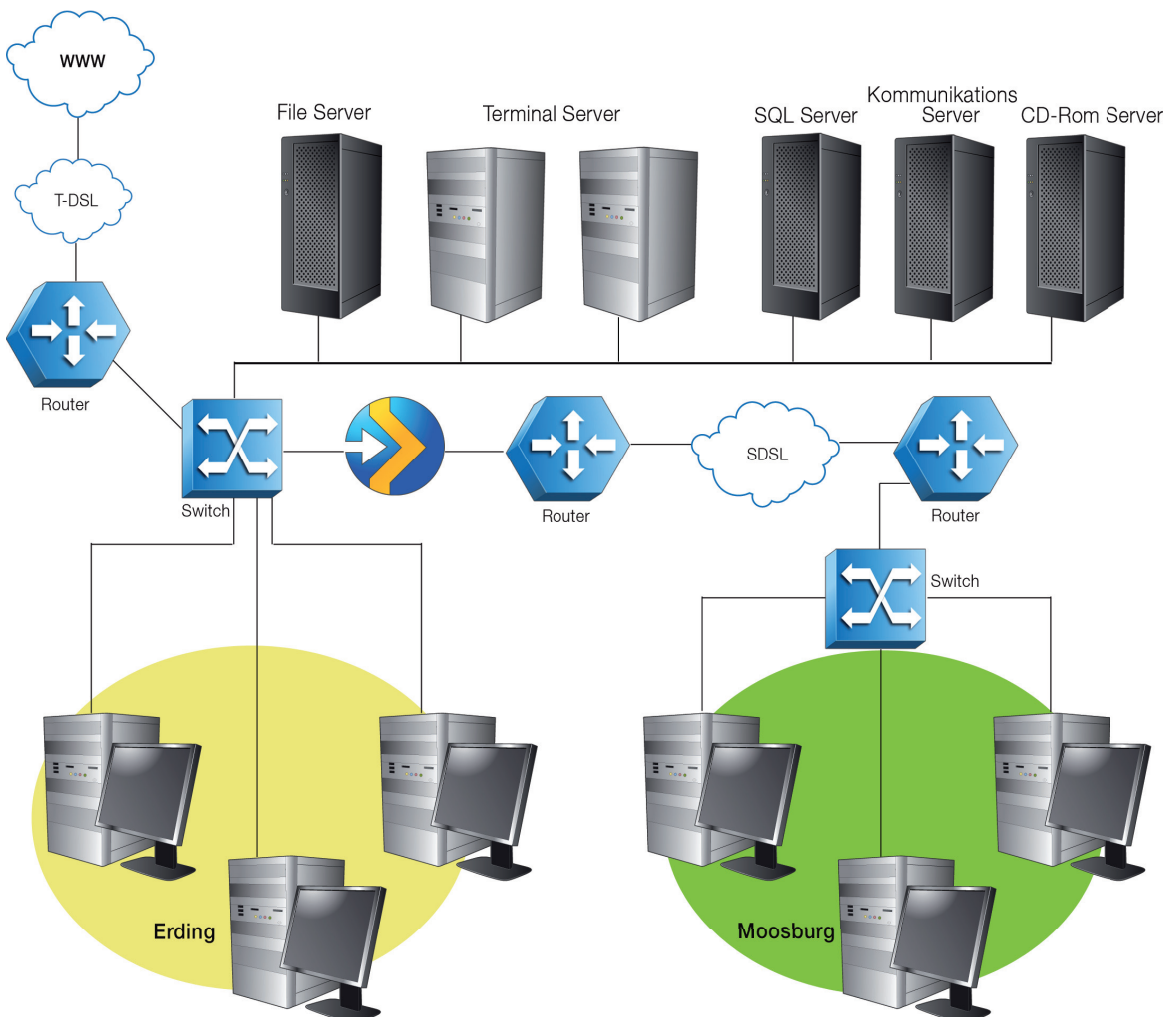 WWW
T-DSL
File Server
Terminal Server
SQL Server
Kommunikations
Server
CD-Rom Server
Router
Switch
Router
SDSL
Router
Switch
Erding
Moosburg